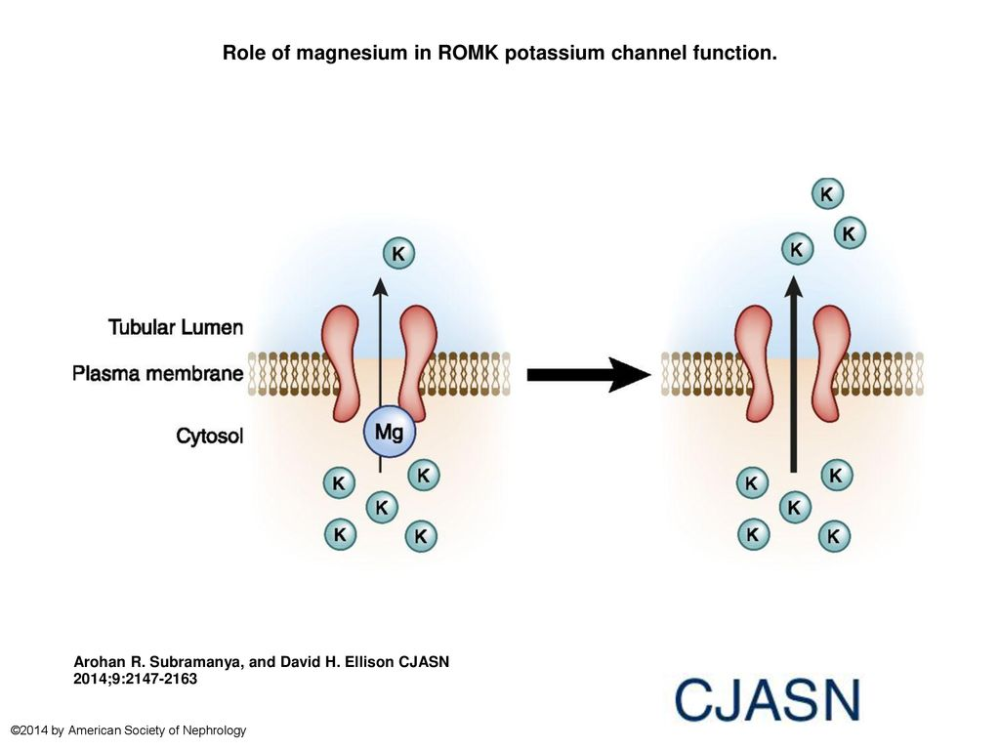 Role of magnesium in ROMK potassium channel function.
K
K
K
K
Tubular Lumen
Plasma membrane
Cytosol
Mg
K
K
K
K
K
K
K
K
K
K
Arohan R. Subramanya, and David H. Ellison CJASN
2014;9:2147-2163
CJASN
©2014 by American Society of Nephrology